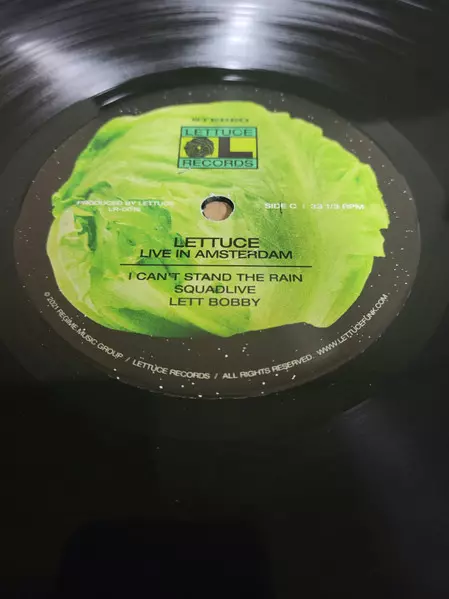 STEREO
LETTUCE
OL
RECORDS
PRODUCED BY LETTUCE
SIDE C | 33 1/3 RPM
LETTUCE
LIVE IN AMSTERDAM
I CAN'T STAND THE RAIN
SQUADLIVE
LETT BOBBY
© 2021 REGIME MUSIC GROUP / LETTUCE RECORDS / ALL RIGHTS RESERVED. WWW.LETTUCEFUNK.COM